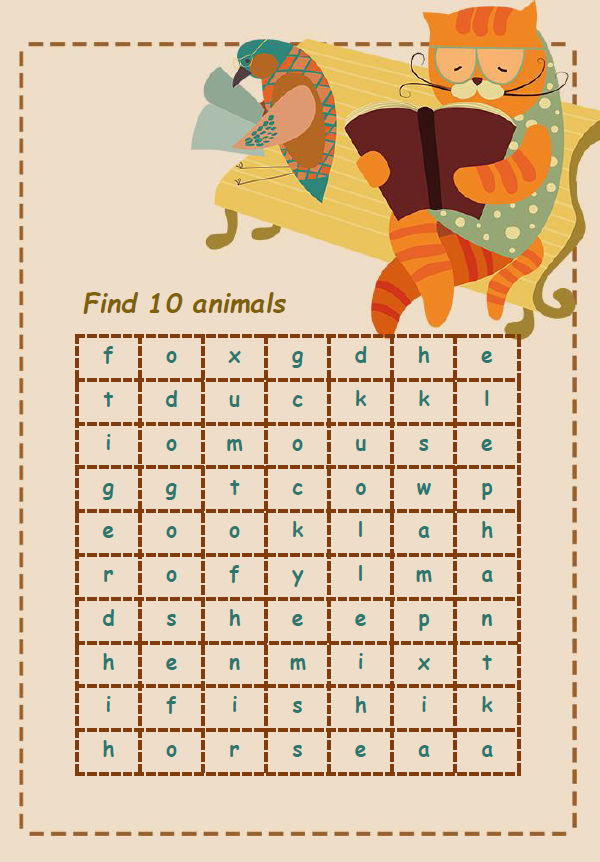 Find 10 animals
f o x g d h e
t d u c k k l
i o m o u s e
g g t c o w p
e o o k l a h
r o f y l m a
d s h e e p n
h e n m i x t
i f i s h i k
h o r s e a a